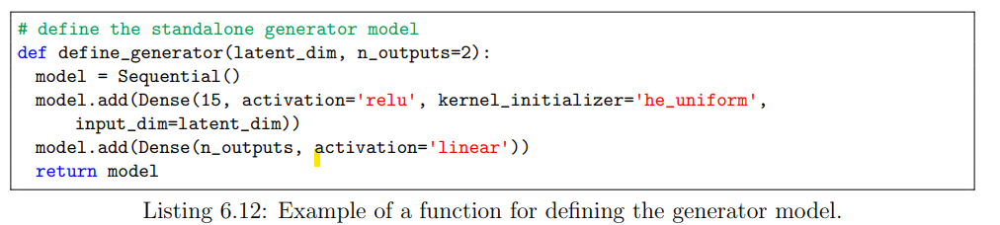 # define the standalone generator model
def define_generator(latent_dim, n_outputs=2):
  model = Sequential()
  model.add(Dense(15, activation='relu', kernel_initializer='he_uniform',
      input_dim=latent_dim))
  model.add(Dense(n_outputs, activation='linear'))
  return model
Listing 6.12: Example of a function for defining the generator model.